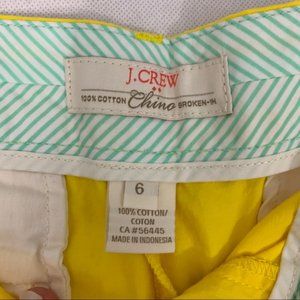 J.CREW
100% COTTON Chino BROKEN-IN
6
100% COTTON/
COTON
CA #56445
MADE IN INDONESIA